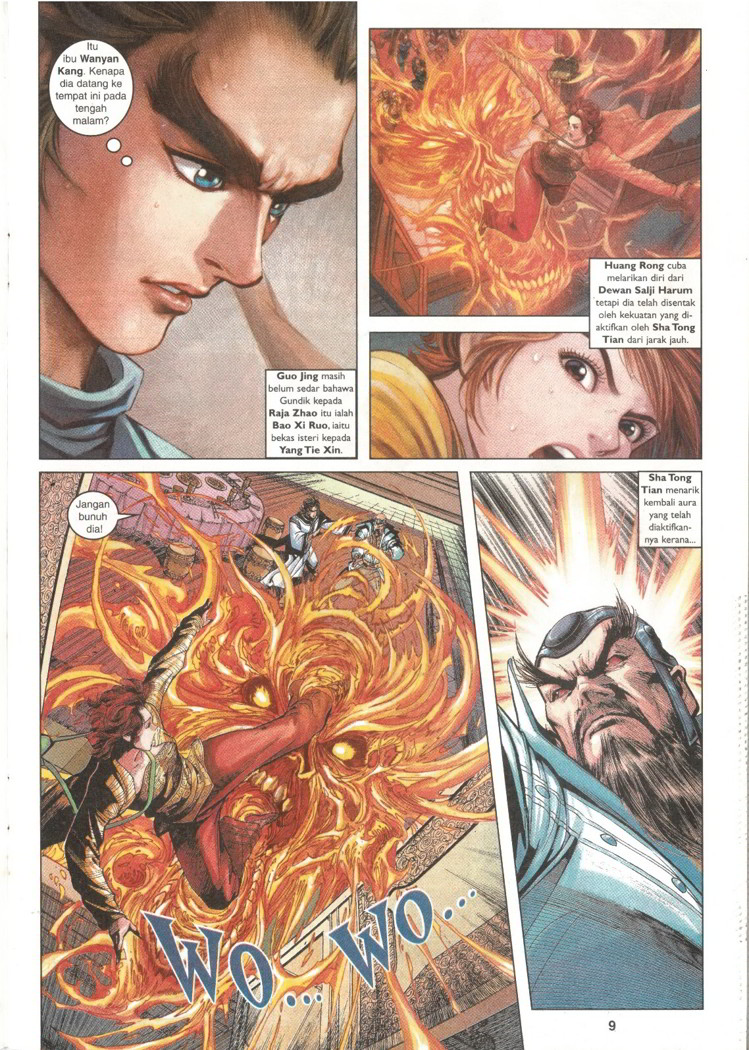 Itu
ibu Wanyan
Kang. Kenapa
dia datang ke
tempat ini pada
tengah
malam?
Guo Jing masih
belum sedar bahawa
Gundik kepada
Raja Zhao itu ialah
Bao Xi Ruo, iaitu
bekas isteri kepada
Yang Tie Xin.
Huang Rong cuba
melarikan diri dari
Dewan Salji Harum
tetapi dia telah disentak
oleh kekuatan yang di-
aktifkan oleh Sha Tong
Tian dari jarak jauh.
Jangan
bunuh
dia!
WO... WO...
Sha Tong
Tian menarik
kembali aura
yang telah
diaktifkan-
nya kerana...
9